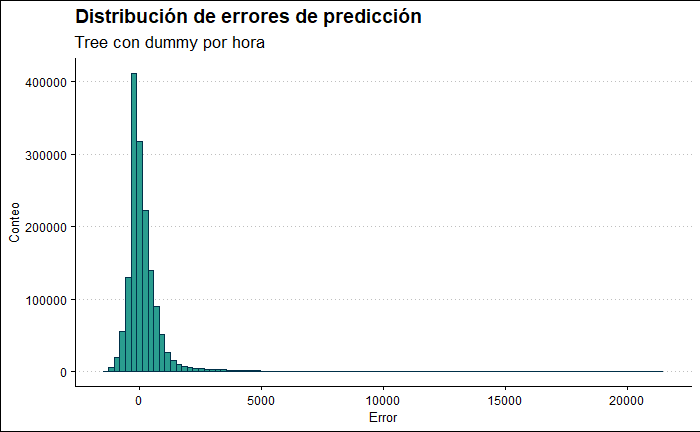 Distribución de errores de predicción
Tree con dummy por hora
400000
300000
200000
100000
0
Conteo
0 5000 10000 15000 20000
Error